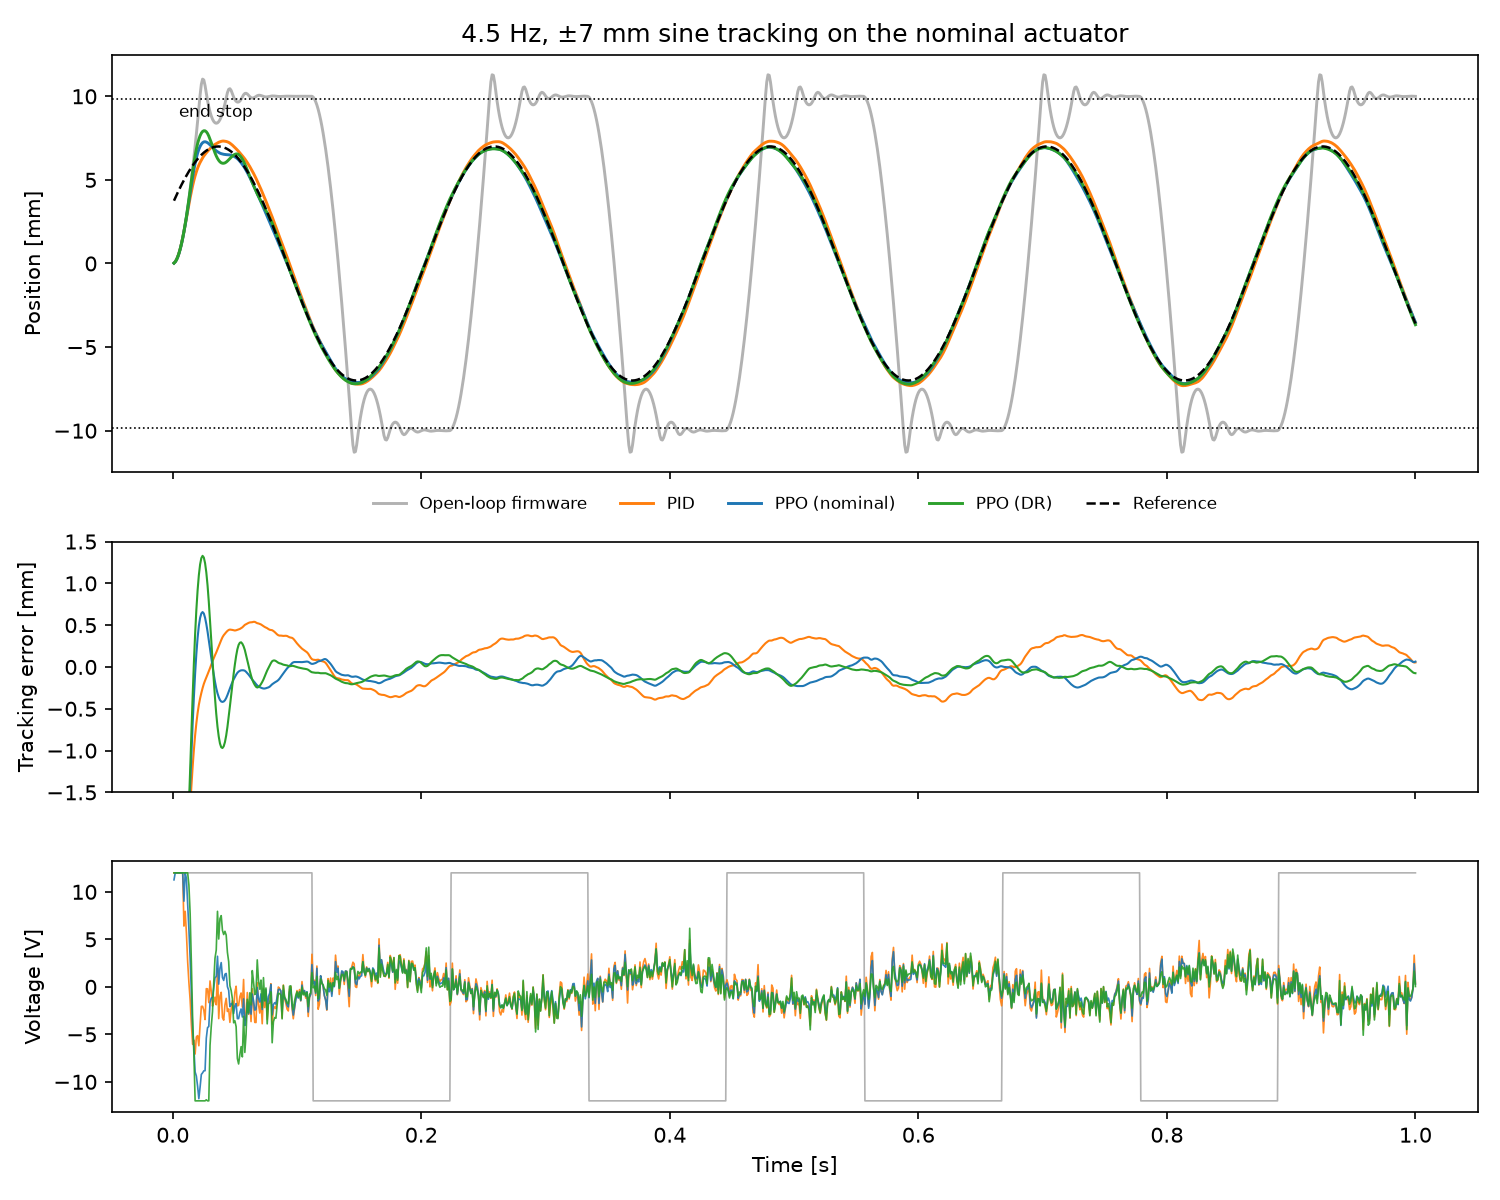 4.5 Hz, ±7 mm sine tracking on the nominal actuator
Position [mm]
10
5
0
−5
−10
end stop
Open-loop firmware
PID
PPO (nominal)
PPO (DR)
Reference
Tracking error [mm]
1.5
1.0
0.5
0.0
−0.5
−1.0
−1.5
Voltage [V]
10
5
0
−5
−10
0.0
0.2
0.4
0.6
0.8
1.0
Time [s]